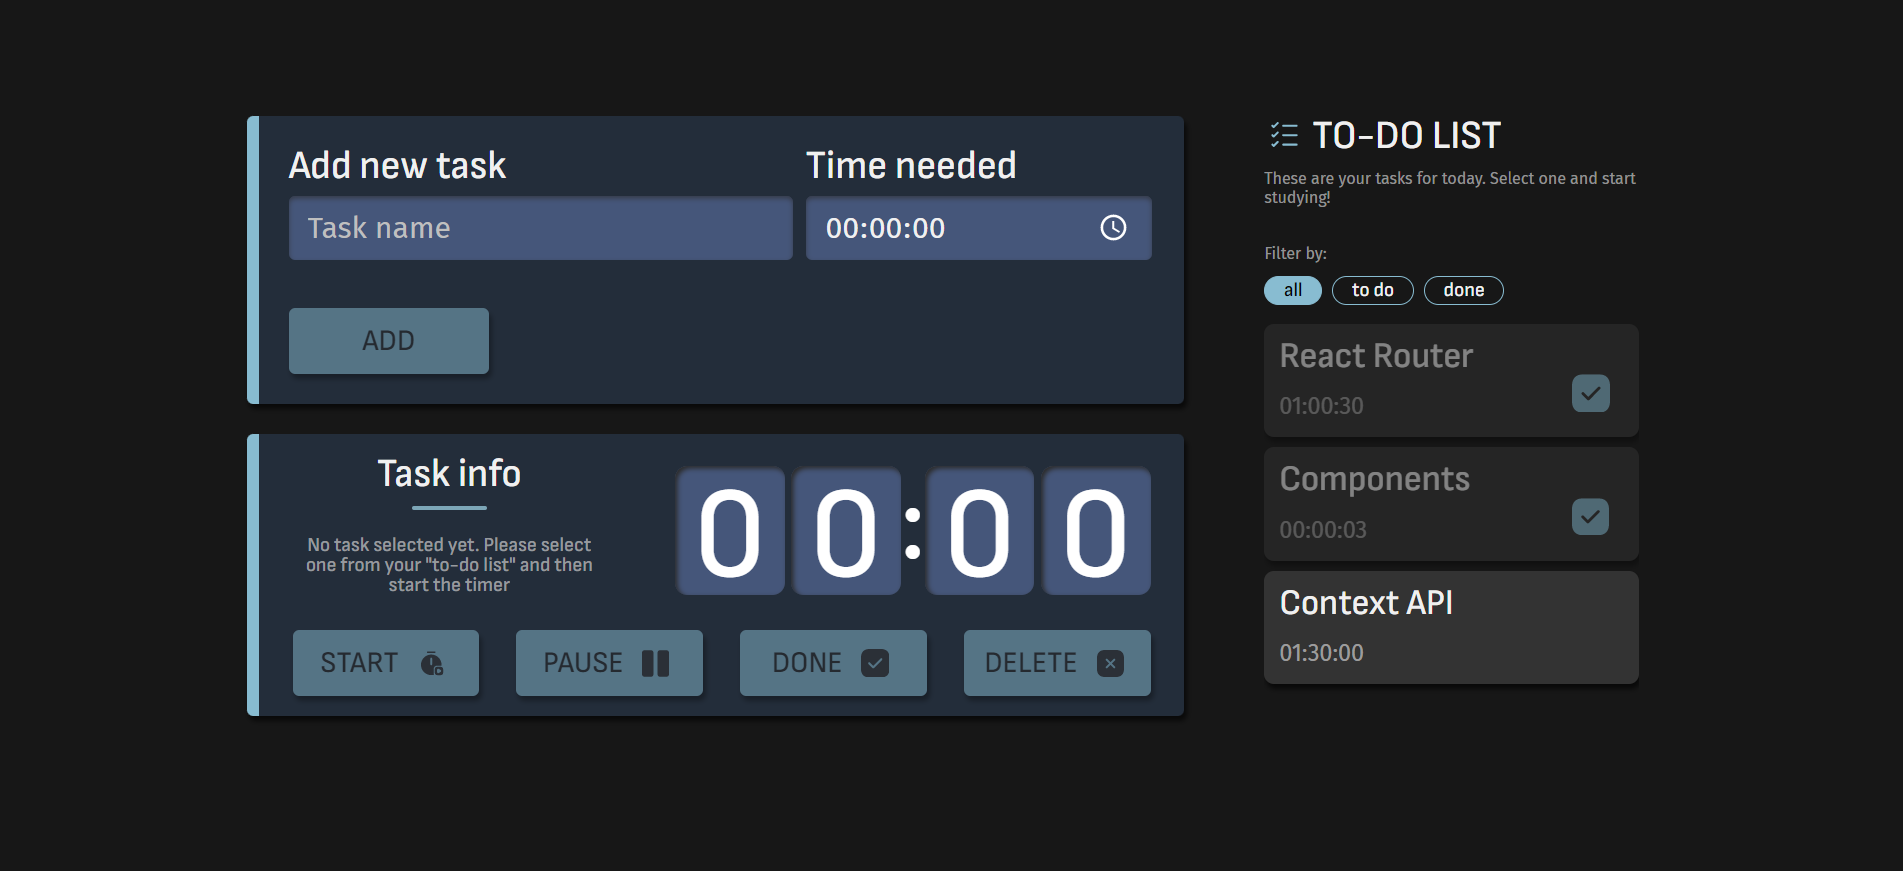 Add new task
Time needed
Task name
00:00:00
ADD
Task info
No task selected yet. Please select
one from your "to-do list" and then
start the timer
00:00
START
PAUSE
DONE
DELETE
TO-DO LIST
These are your tasks for today. Select one and start
studying!
Filter by:
all
to do
done
React Router
01:00:30
Components
00:00:03
Context API
01:30:00